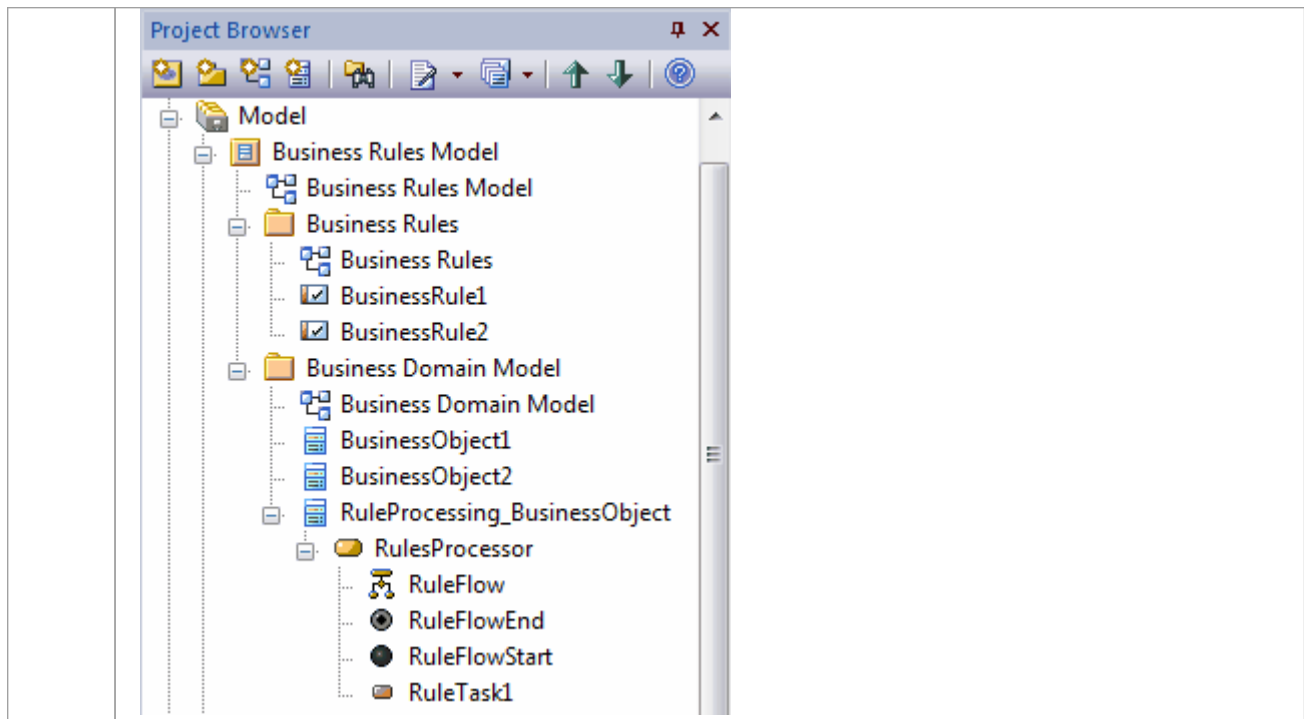 Project Browser
Model
Business Rules Model
Business Rules Model
Business Rules
Business Rules
BusinessRule1
BusinessRule2
Business Domain Model
Business Domain Model
BusinessObject1
BusinessObject2
RuleProcessing_BusinessObject
RulesProcessor
RuleFlow
RuleFlowEnd
RuleFlowStart
RuleTask1